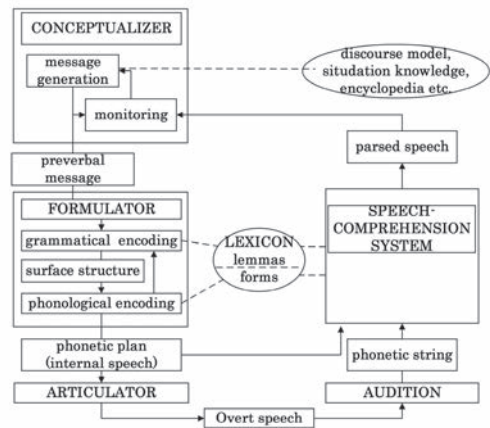 CONCEPTUALIZER
message
generation
monitoring
discourse model,
situdation knowledge,
encyclopedia etc.
parsed speech
preverbal
message
FORMULATOR
grammatical encoding
surface structure
phonological encoding
LEXICON
lemmas
forms
SPEECH-
COMPREHENSION
SYSTEM
phonetic plan
(internal speech)
phonetic string
ARTICULATOR
AUDITION
Overt speech